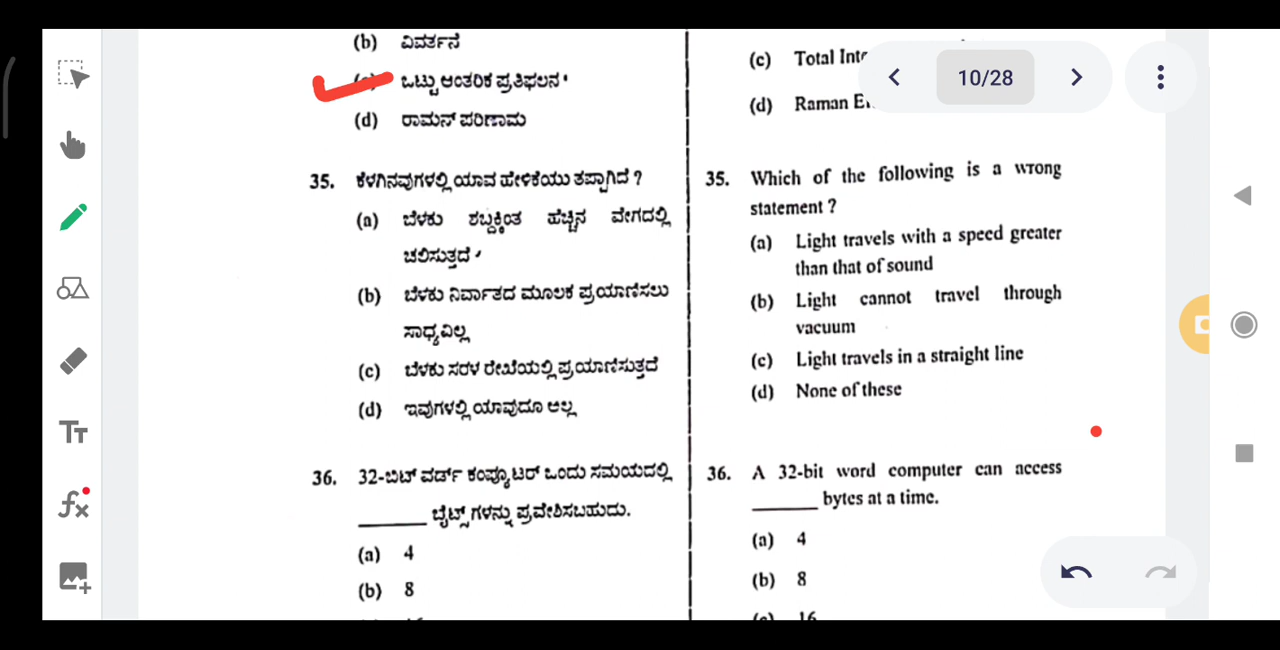 (b) ವಿವರ್ತನೆ
ಒಟ್ಟು ಆಂತರಿಕ ಪ್ರತಿಫಲನ
(d) ರಾಮನ್ ಪರಿಣಾಮ
35. ಕೆಳಗಿನವುಗಳಲ್ಲಿ ಯಾವ ಹೇಳಿಕೆಯು ತಪ್ಪಾಗಿದೆ ?
(a) ಬೆಳಕು ಶಬ್ದಕ್ಕಿಂತ ಹೆಚ್ಚಿನ ವೇಗದಲ್ಲಿ
ಚಲಿಸುತ್ತದೆ
(b) ಬೆಳಕು ನಿರ್ವಾತದ ಮೂಲಕ ಪ್ರಯಾಣಿಸಲು
ಸಾಧ್ಯವಿಲ್ಲ
(c) ಬೆಳಕು ಸರಳ ರೇಖೆಯಲ್ಲಿ ಪ್ರಯಾಣಿಸುತ್ತದೆ
(d) ಇವುಗಳಲ್ಲಿ ಯಾವುದೂ ಅಲ್ಲ
36. 32-ಬಿಟ್ ವರ್ಡ್ ಕಂಪ್ಯೂಟರ್ ಒಂದು ಸಮಯದಲ್ಲಿ
______ ಬೈಟ್ಸ್‌ಗಳನ್ನು ಪ್ರವೇಶಿಸಬಹುದು.
(a) 4
(b) 8
(c) Total
(d) Raman
10/28
35. Which of the following is a wrong
statement ?
(a) Light travels with a speed greater
than that of sound
(b) Light cannot travel through
vacuum
(c) Light travels in a straight line
(d) None of these
36. A 32-bit word computer can access
______ bytes at a time.
(a) 4
(b) 8
(c) 16
TT
fx